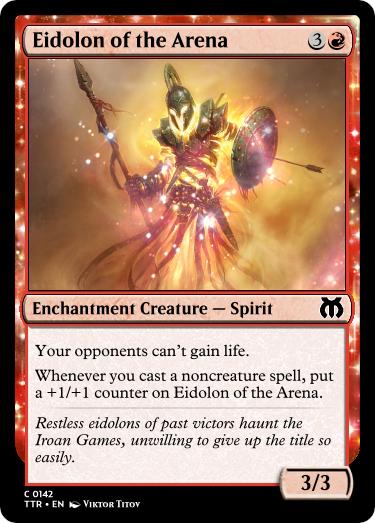 Eidolon of the Arena 3
Enchantment Creature — Spirit
Your opponents can't gain life.
Whenever you cast a noncreature spell, put
a +1/+1 counter on Eidolon of the Arena.
Restless eidolons of past victors haunt the
Iroan Games, unwilling to give up the title so
easily.
3/3
C 0142
TTR • EN Viktor Titov